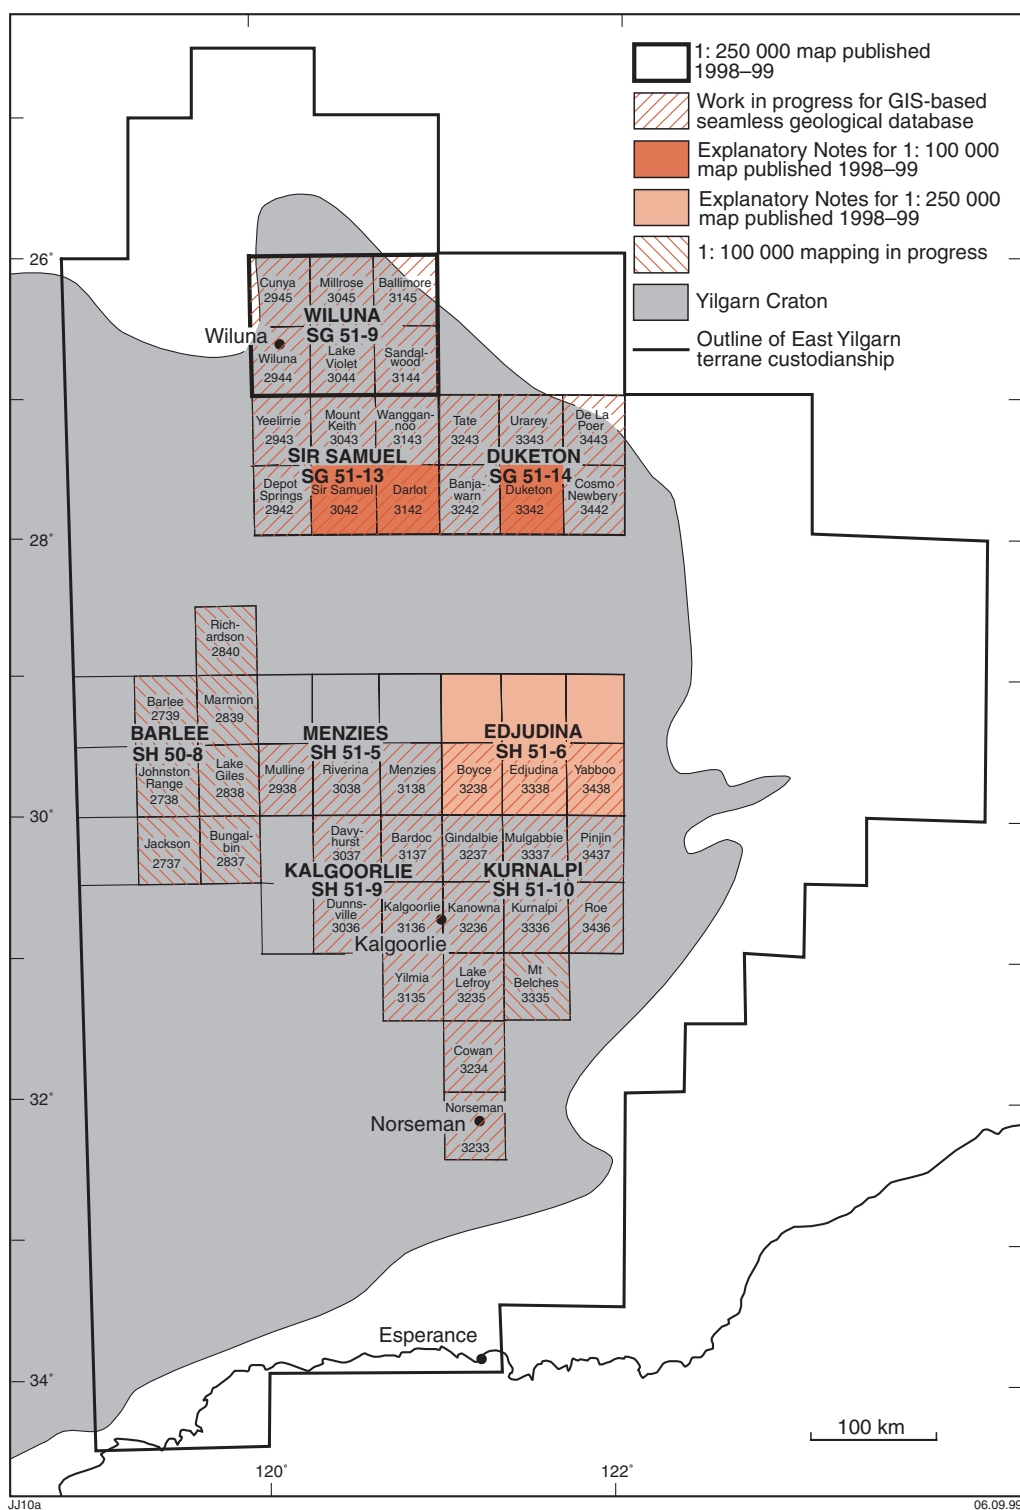 1: 250 000 map published
1998–99
Work in progress for GIS-based
seamless geological database
Explanatory Notes for 1: 100 000
map published 1998–99
Explanatory Notes for 1: 250 000
map published 1998–99
1: 100 000 mapping in progress
Yilgarn Craton
Outline of East Yilgarn
terrane custodianship
26°
Cunya
2945
Millrose
3045
Ballimore
3145
WILUNA
SG 51-9
Wiluna
Wiluna
2944
Lake
Violet
3044
Sandal-
wood
3144
Yeelirrie
2943
Mount
Keith
3043
Wanggan-
noo
3143
Tate
3243
Urarey
3343
De La
Poer
3443
SIR SAMUEL
SG 51-13
DUKETON
SG 51-14
Depot
Springs
2942
Sir Samuel
3042
Darlot
3142
Banja-
warn
3242
Duketon
3342
Cosmo
Newbery
3442
28°
Rich-
ardson
2840
Barlee
2739
Marmion
2839
BARLEE
SH 50-8
MENZIES
SH 51-5
EDJUDINA
SH 51-6
Johnston
Range
2738
Lake
Giles
2838
Mulline
2938
Riverina
3038
Menzies
3138
Boyce
3238
Edjudina
3338
Yabboo
3438
30°
Jackson
2737
Bungal-
bin
2837
Davy-
hurst
3037
Bardoc
3137
Gindalbie
3237
Mulgabbie
3337
Pinjin
3437
KALGOORLIE
SH 51-9
KURNALPI
SH 51-10
Dunns-
ville
3036
Kalgoorlie
3136
Kanowna
3236
Kurnalpi
3336
Roe
3436
Kalgoorlie
Yilmia
3135
Lake
Lefroy
3235
Mt
Belches
3335
Cowan
3234
32°
Norseman
Norseman
3233
Esperance
34°
100 km
120°
122°
JJ10a
06.09.99